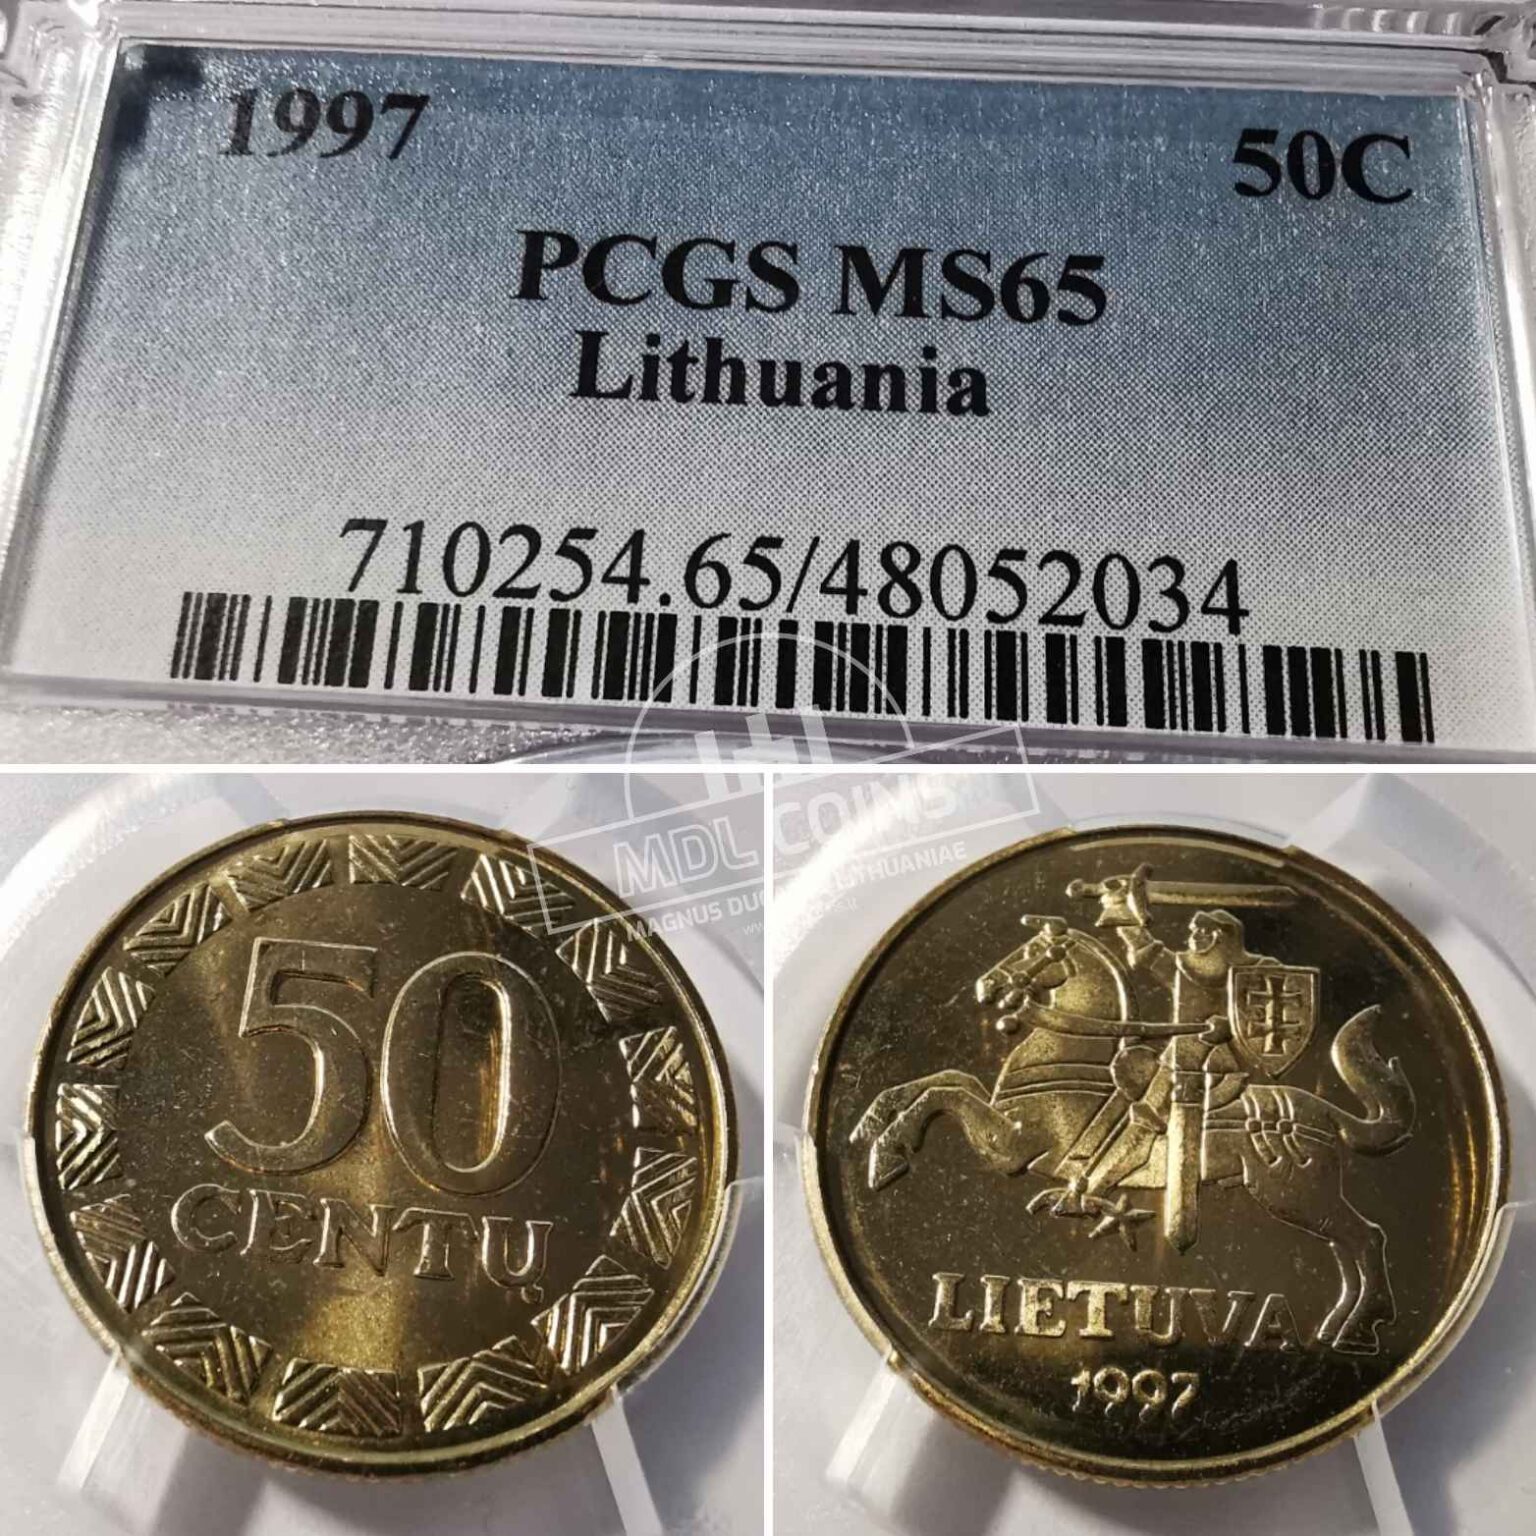 1997
50C
PCGS MS65
Lithuania
710254.65/48052034
MDL COINS
50
CENTŲ
LIETUVA
1997